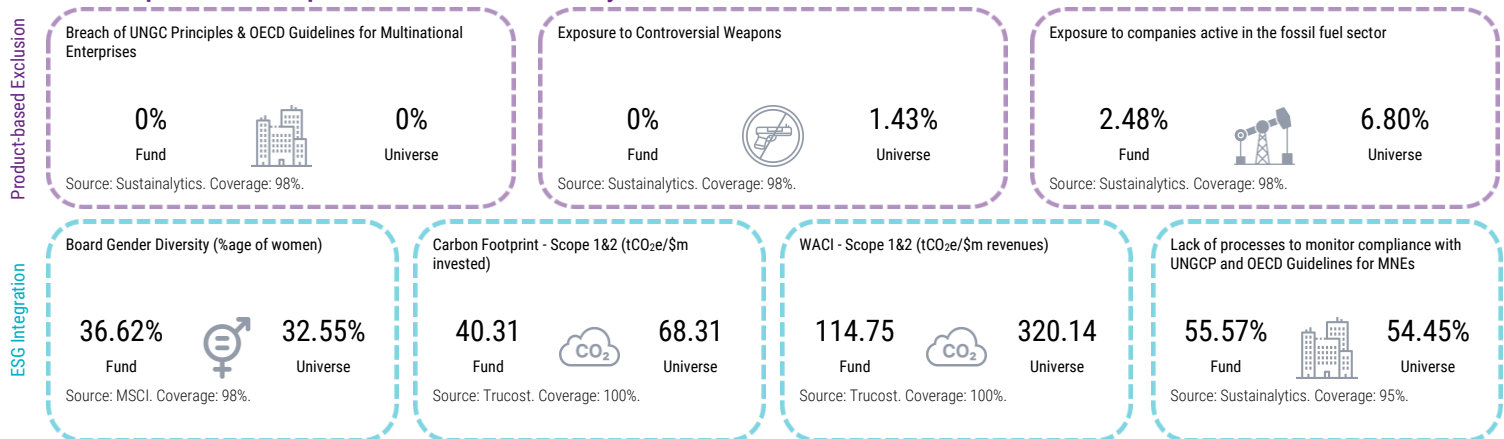 Product-based Exclusion
Breach of UNGC Principles & OECD Guidelines for Multinational
Enterprises
0%
Fund
0%
Universe
Source: Sustainalytics. Coverage: 98%.
Exposure to Controversial Weapons
0%
Fund
1.43%
Universe
Source: Sustainalytics. Coverage: 98%.
Exposure to companies active in the fossil fuel sector
2.48%
Fund
6.80%
Universe
Source: Sustainalytics. Coverage: 98%.
ESG Integration
Board Gender Diversity (%age of women)
36.62%
Fund
32.55%
Universe
Source: MSCI. Coverage: 98%.
Carbon Footprint - Scope 1&2 (tCO₂e/$m
invested)
40.31
Fund
CO₂
68.31
Universe
Source: Trucost. Coverage: 100%.
WACI - Scope 1&2 (tCO₂e/$m revenues)
114.75
Fund
CO₂
320.14
Universe
Source: Trucost. Coverage: 100%.
Lack of processes to monitor compliance with
UNGCP and OECD Guidelines for MNEs
55.57%
Fund
54.45%
Universe
Source: Sustainalytics. Coverage: 95%.